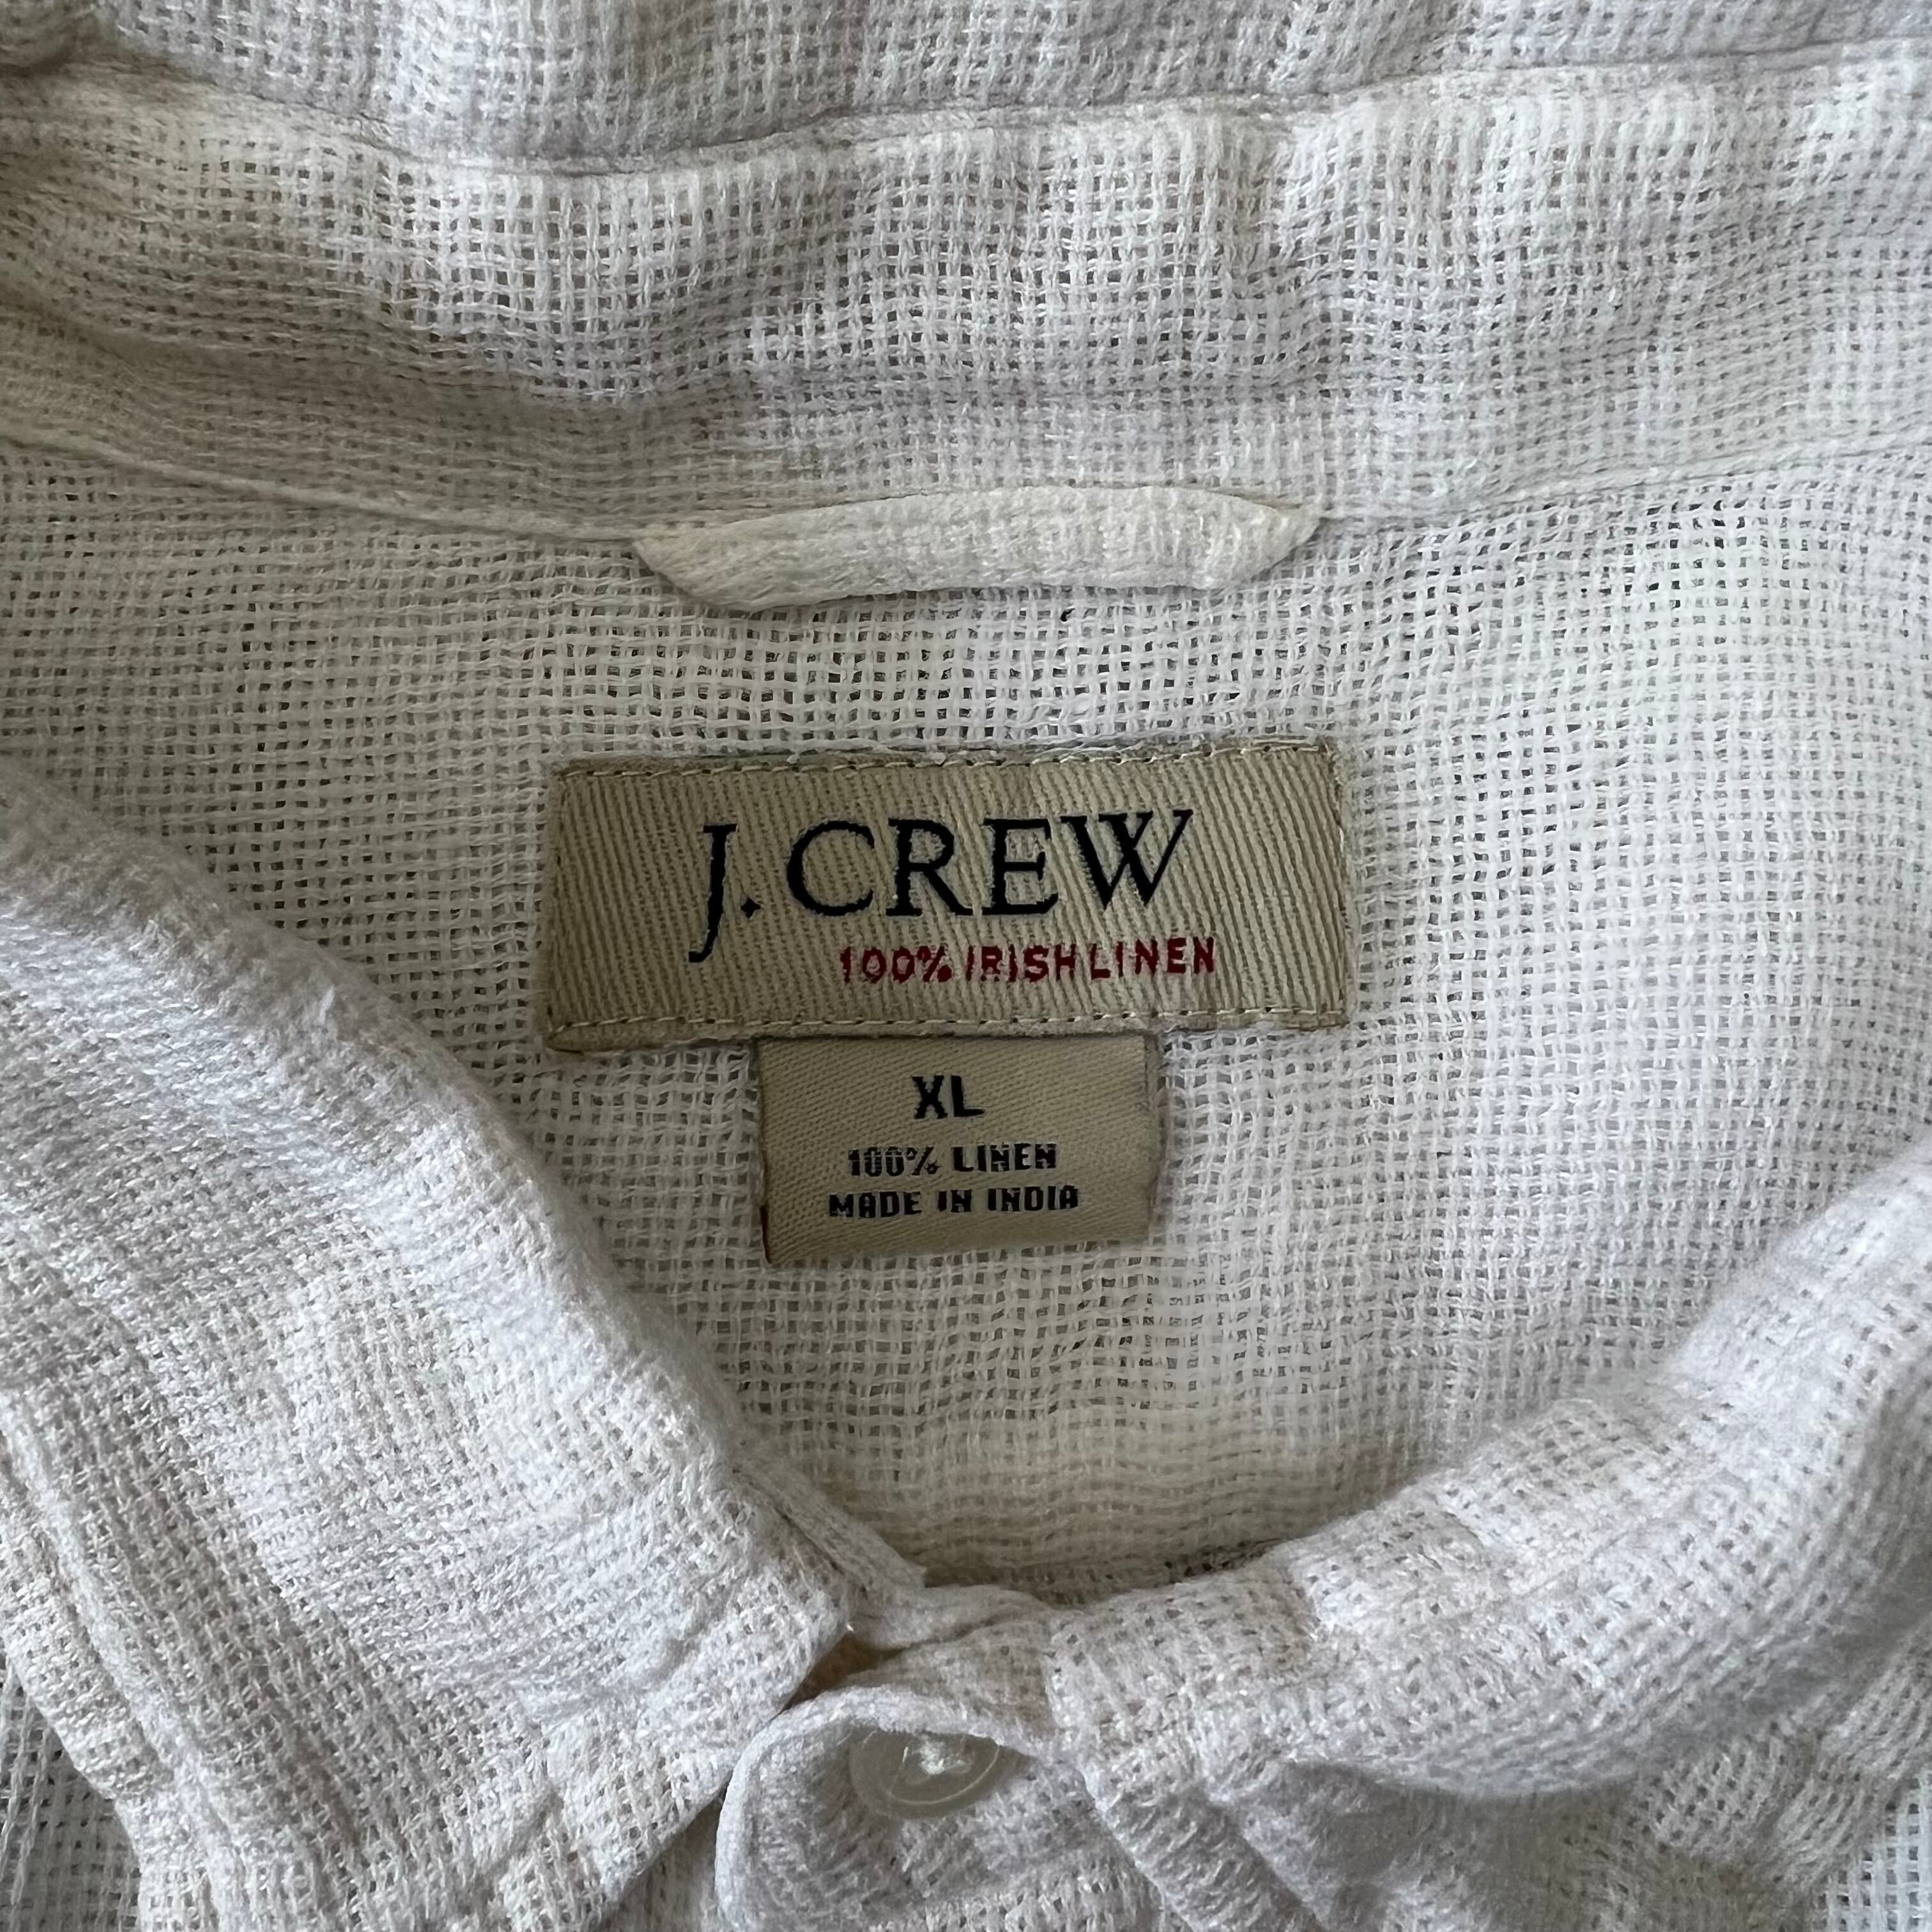 J. CREW
100% IRISH LINEN
XL
100% LINEN
MADE IN INDIA